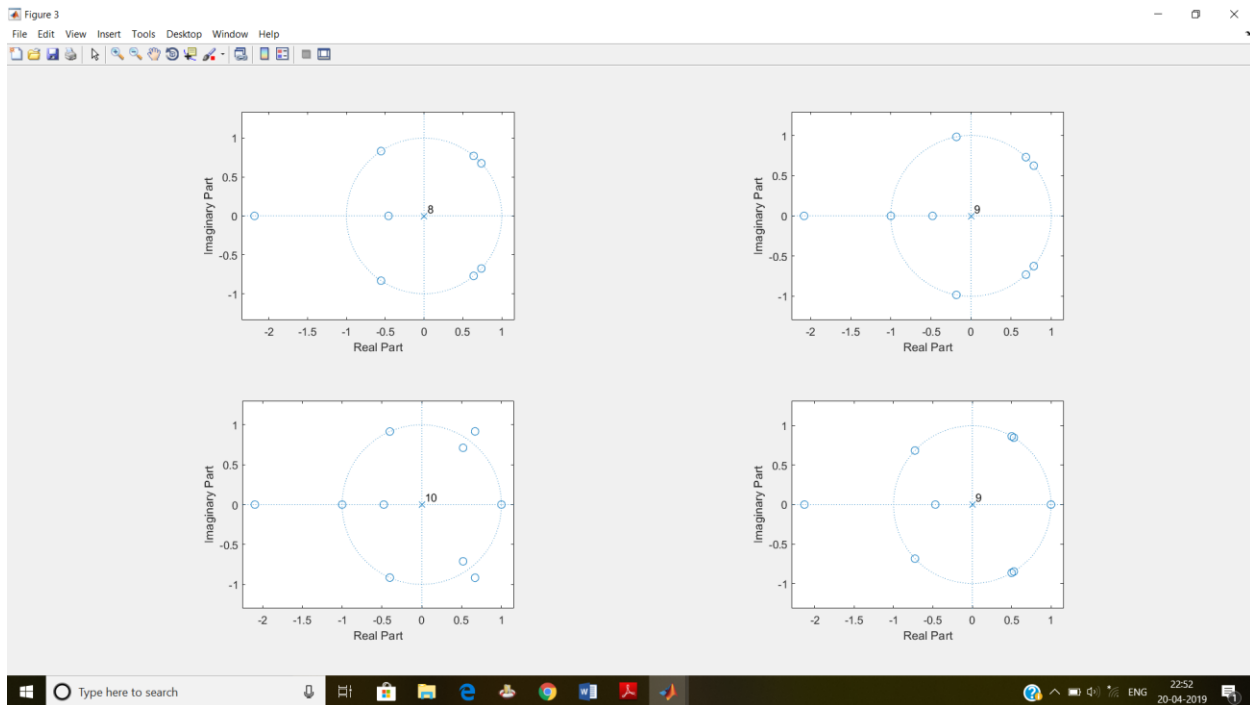 Figure 3
File Edit View Insert Tools Desktop Window Help
1
0.5
0
-0.5
-1
Imaginary Part
8
-2 -1.5 -1 -0.5 0 0.5 1
Real Part
1
0.5
0
-0.5
-1
Imaginary Part
9
-2 -1.5 -1 -0.5 0 0.5 1
Real Part
1
0.5
0
-0.5
-1
Imaginary Part
10
-2 -1.5 -1 -0.5 0 0.5 1
Real Part
1
0.5
0
-0.5
-1
Imaginary Part
9
-2 -1.5 -1 -0.5 0 0.5 1
Real Part
Type here to search
ENG
22:52
20-04-2019
1